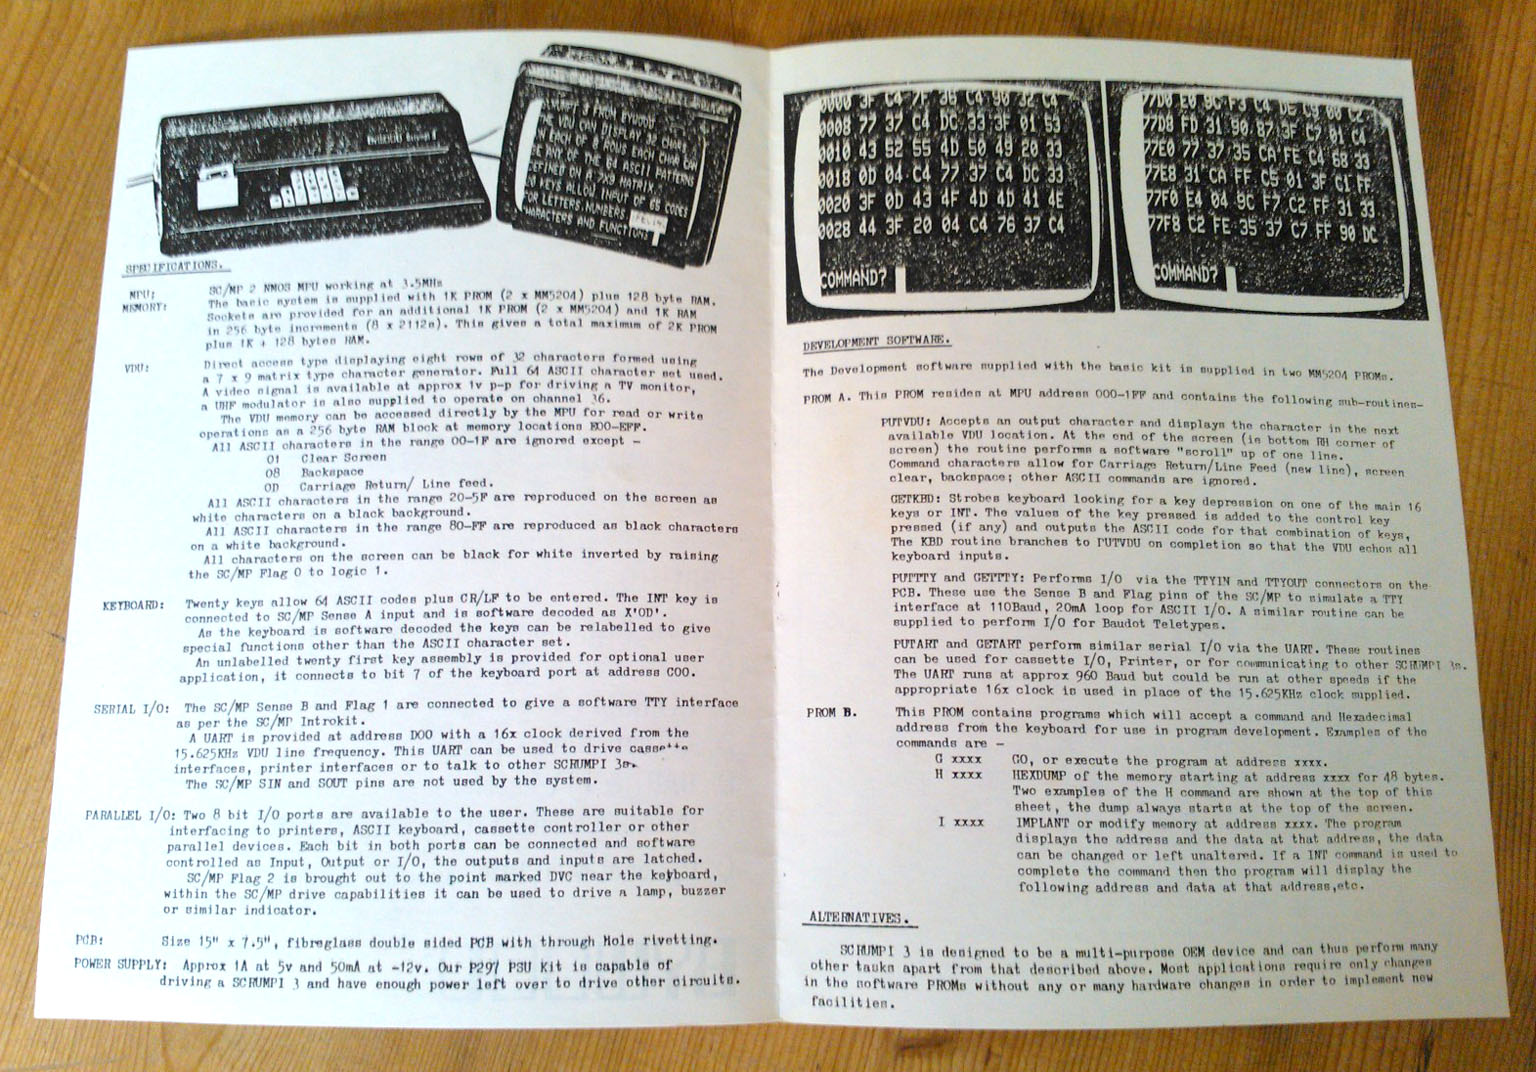 SCRUMPI 3 FROM BYWOOD
THE VDU CAN DISPLAY 32 CHARS
ON EACH OF 8 ROWS EACH CHAR CAN
BE ANY OF THE 64 ASCII PATTERNS
DEFINED ON A 7X9 MATRIX.
20 KEYS ALLOW INPUT OF 65 CODES
FOR LETTERS NUMBERS
CHARACTERS AND FUNCTIONS
SPECIFICATIONS.
MPU: SC/MP 2 NMOS MPU working at 3.5MHz
MEMORY: The basic system is supplied with 1K PROM (2 x MM5204) plus 128 byte RAM.
Sockets are provided for an additional 1K PROM (2 x MM5204) and 1K RAM
in 256 byte increments (8 x 2112s). This gives a total maximum of 2K PROM
plus 1K + 128 bytes RAM.
VDU: Direct access type displaying eight rows of 32 characters formed using
a 7 x 9 matrix type character generator. Full 64 ASCII character set used.
A video signal is available at approx 1v p-p for driving a TV monitor,
a UHF modulator is also supplied to operate on channel 36.
The VDU memory can be accessed directly by the MPU for read or write
operations as a 256 byte RAM block at memory locations E00-EFF.
All ASCII characters in the range 00-1F are ignored except -
01 Clear Screen
08 Backspace
0D Carriage Return/ Line feed.
All ASCII characters in the range 20-5F are reproduced on the screen as
white characters on a black background.
All ASCII characters in the range 80-FF are reproduced as black characters
on a white background.
All characters on the screen can be black for white inverted by raising
the SC/MP Flag 0 to logic 1.
KEYBOARD: Twenty keys allow 64 ASCII codes plus CR/LF to be entered. The INT key is
connected to SC/MP Sense A input and is software decoded as X'0D'.
As the keyboard is software decoded the keys can be relabelled to give
special functions other than the ASCII character set.
An unlabelled twenty first key assembly is provided for optional user
application, it connects to bit 7 of the keyboard port at address C00.
SERIAL I/O: The SC/MP Sense B and Flag 1 are connected to give a software TTY interface
as per the SC/MP Introkit.
A UART is provided at address D00 with a 16x clock derived from the
15.625KHz VDU line frequency. This UART can be used to drive cassette
interfaces, printer interfaces or to talk to other SCRUMPI 3s.
The SC/MP SIN and SOUT pins are not used by the system.
PARALLEL I/O: Two 8 bit I/O ports are available to the user. These are suitable for
interfacing to printers, ASCII keyboard, cassette controller or other
parallel devices. Each bit in both ports can be connected and software
controlled as Input, Output or I/O, the outputs and inputs are latched.
SC/MP Flag 2 is brought out to the point marked DVC near the keyboard,
within the SC/MP drive capabilities it can be used to drive a lamp, buzzer
or similar indicator.
PCB: Size 15" x 7.5", fibreglass double sided PCB with through Hole rivetting.
POWER SUPPLY: Approx 1A at 5v and 50mA at -12v. Our P297 PSU Kit is capable of
driving a SCRUMPI 3 and have enough power left over to drive other circuits.
0000 3F C4 7F 35 C4 90 32 C4
0008 77 37 C4 DC 33 3F 01 53
0010 43 52 55 4D 50 49 20 33
0018 0D 04 C4 77 37 C4 DC 33
0020 3F 0D 43 4F 4D 4D 41 4E
0028 44 3F 20 04 C4 76 37 C4
COMMAND?
77D0 E0 9C F3 C4 DE C9 00 C2
77D8 FD 31 90 87 3F C7 01 C4
77E0 77 37 35 CA FE C4 68 33
77E8 31 CA FF C5 01 3F C1 FF
77F0 E4 04 9C F7 C2 FF 31 33
77F8 C2 FE 35 37 C7 FF 90 DC
COMMAND?
DEVELOPMENT SOFTWARE.
The Development software supplied with the basic kit is supplied in two MM5204 PROMs.
PROM A. This PROM resides at MPU address 000-1FF and contains the following sub-routines-
PUTVDU: Accepts an output character and displays the character in the next
available VDU location. At the end of the screen (ie bottom RH corner of
screen) the routine performs a software "scroll" up of one line.
Command characters allow for Carriage Return/Line Feed (new line), screen
clear, backspace; other ASCII commands are ignored.
GETKBD: Strobes keyboard looking for a key depression on one of the main 16
keys or INT. The values of the key pressed is added to the control key
pressed (if any) and outputs the ASCII code for that combination of keys,
The KBD routine branches to PUTVDU on completion so that the VDU echos all
keyboard inputs.
PUTTTY and GETTTY: Performs I/O via the TTYIN and TTYOUT connectors on the
PCB. These use the Sense B and Flag pins of the SC/MP to simulate a TTY
interface at 110Baud, 20mA loop for ASCII I/O. A similar routine can be
supplied to perform I/O for Baudot Teletypes.
PUTART and GETART perform similar serial I/O via the UART. These routines
can be used for cassette I/O, Printer, or for communicating to other SCRUMPI 3s.
The UART runs at approx 960 Baud but could be run at other speeds if the
appropriate 16x clock is used in place of the 15.625KHz clock supplied.
PROM B. This PROM contains programs which will accept a command and Hexadecimal
address from the keyboard for use in program development. Examples of the
commands are -
G xxxx GO, or execute the program at address xxxx.
H xxxx HEXDUMP of the memory starting at address xxxx for 48 bytes.
Two examples of the H command are shown at the top of this
sheet, the dump always starts at the top of the screen.
I xxxx IMPLANT or modify memory at address xxxx. The program
displays the address and the data at that address, the data
can be changed or left unaltered. If a INT command is used to
complete the command then the program will display the
following address and data at that address,etc.
ALTERNATIVES.
SCRUMPI 3 is designed to be a multi-purpose OEM device and can thus perform many
other tasks apart from that described above. Most applications require only changes
in the software PROMs without any or many hardware changes in order to implement new
facilities.